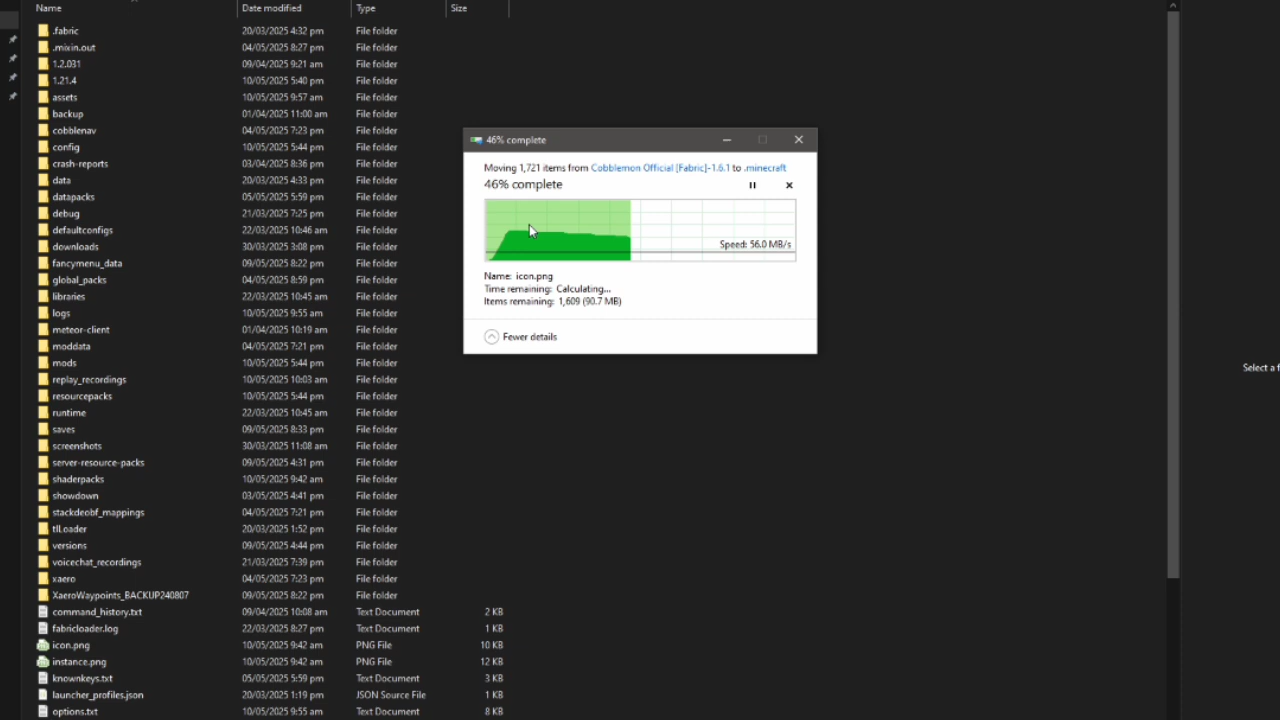 Name Date modified Type Size
.fabric 20/03/2025 4:32 pm File folder
.mixin.out 04/05/2025 8:27 pm File folder
1.2.031 09/04/2025 9:21 am File folder
1.21.4 10/05/2025 5:40 pm File folder
assets 10/05/2025 9:57 am File folder
backup 01/04/2025 11:00 am File folder
cobblenav 04/05/2025 7:23 pm File folder
config 10/05/2025 5:44 pm File folder
crash-reports 03/04/2025 8:36 pm File folder
data 20/03/2025 4:33 pm File folder
datapacks 05/05/2025 5:59 pm File folder
debug 21/03/2025 7:25 pm File folder
defaultconfigs 22/03/2025 10:46 am File folder
downloads 30/03/2025 3:08 pm File folder
fancymenu_data 09/05/2025 8:22 pm File folder
global_packs 04/05/2025 8:59 pm File folder
libraries 22/03/2025 10:45 am File folder
logs 10/05/2025 9:55 am File folder
meteor-client 01/04/2025 10:19 am File folder
moddata 04/05/2025 7:21 pm File folder
mods 10/05/2025 5:44 pm File folder
replay_recordings 10/05/2025 10:03 am File folder
resourcepacks 10/05/2025 5:44 pm File folder
runtime 22/03/2025 10:45 am File folder
saves 09/05/2025 8:33 pm File folder
screenshots 30/03/2025 11:08 am File folder
server-resource-packs 09/05/2025 4:31 pm File folder
shaderpacks 10/05/2025 9:42 am File folder
showdown 03/05/2025 4:41 pm File folder
stackdeobf_mappings 04/05/2025 7:21 pm File folder
tlLoader 20/03/2025 1:52 pm File folder
versions 09/05/2025 4:44 pm File folder
voicechat_recordings 21/03/2025 7:39 pm File folder
xaero 04/05/2025 7:23 pm File folder
XaeroWaypoints_BACKUP240807 09/05/2025 8:22 pm File folder
command_history.txt 09/04/2025 10:08 am Text Document 2 KB
fabricloader.log 22/03/2025 8:27 pm Text Document 1 KB
icon.png 10/05/2025 9:42 am PNG File 10 KB
instance.png 10/05/2025 9:42 am PNG File 12 KB
knownkeys.txt 05/05/2025 5:59 pm Text Document 3 KB
launcher_profiles.json 20/03/2025 1:19 pm JSON Source File 1 KB
options.txt 10/05/2025 9:55 am Text Document 8 KB
46% complete
Moving 1,721 items from Cobblemon Official [Fabric]-1.6.1 to .minecraft
46% complete
Speed: 56.0 MB/s
Name: icon.png
Time remaining: Calculating...
Items remaining: 1,609 (90.7 MB)
Fewer details
Select a f